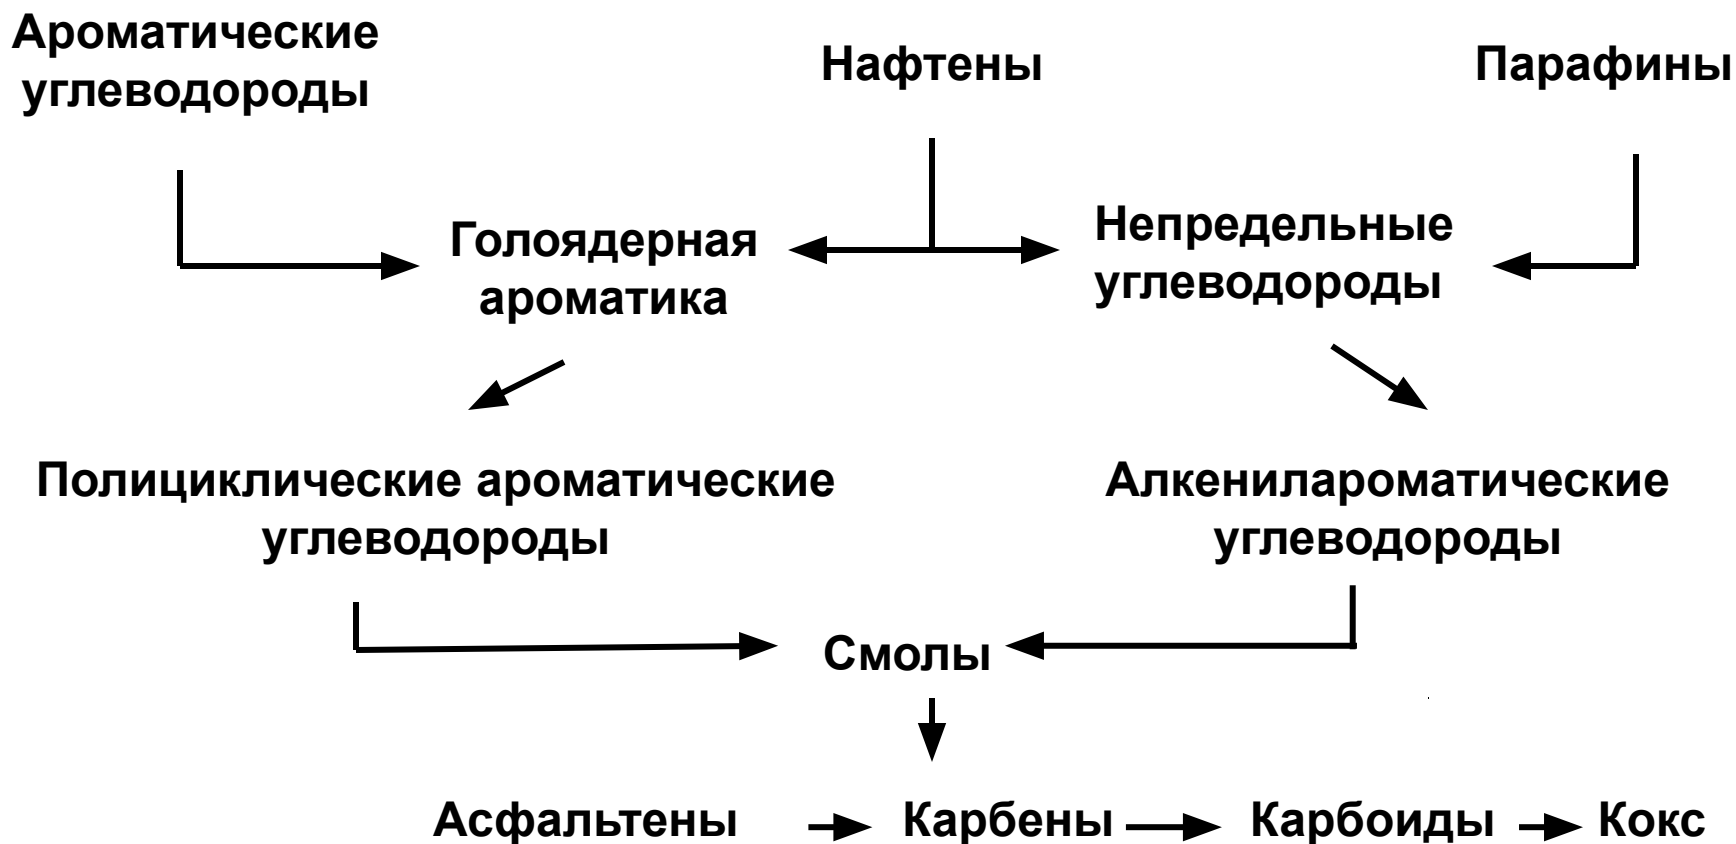 Ароматические
углеводороды
Нафтены
Парафины
Голоядерная
ароматика
Непредельные
углеводороды
Полициклические ароматические
углеводороды
Алкенилароматические
углеводороды
Смолы
Асфальтены
Карбены
Карбоиды
Кокс